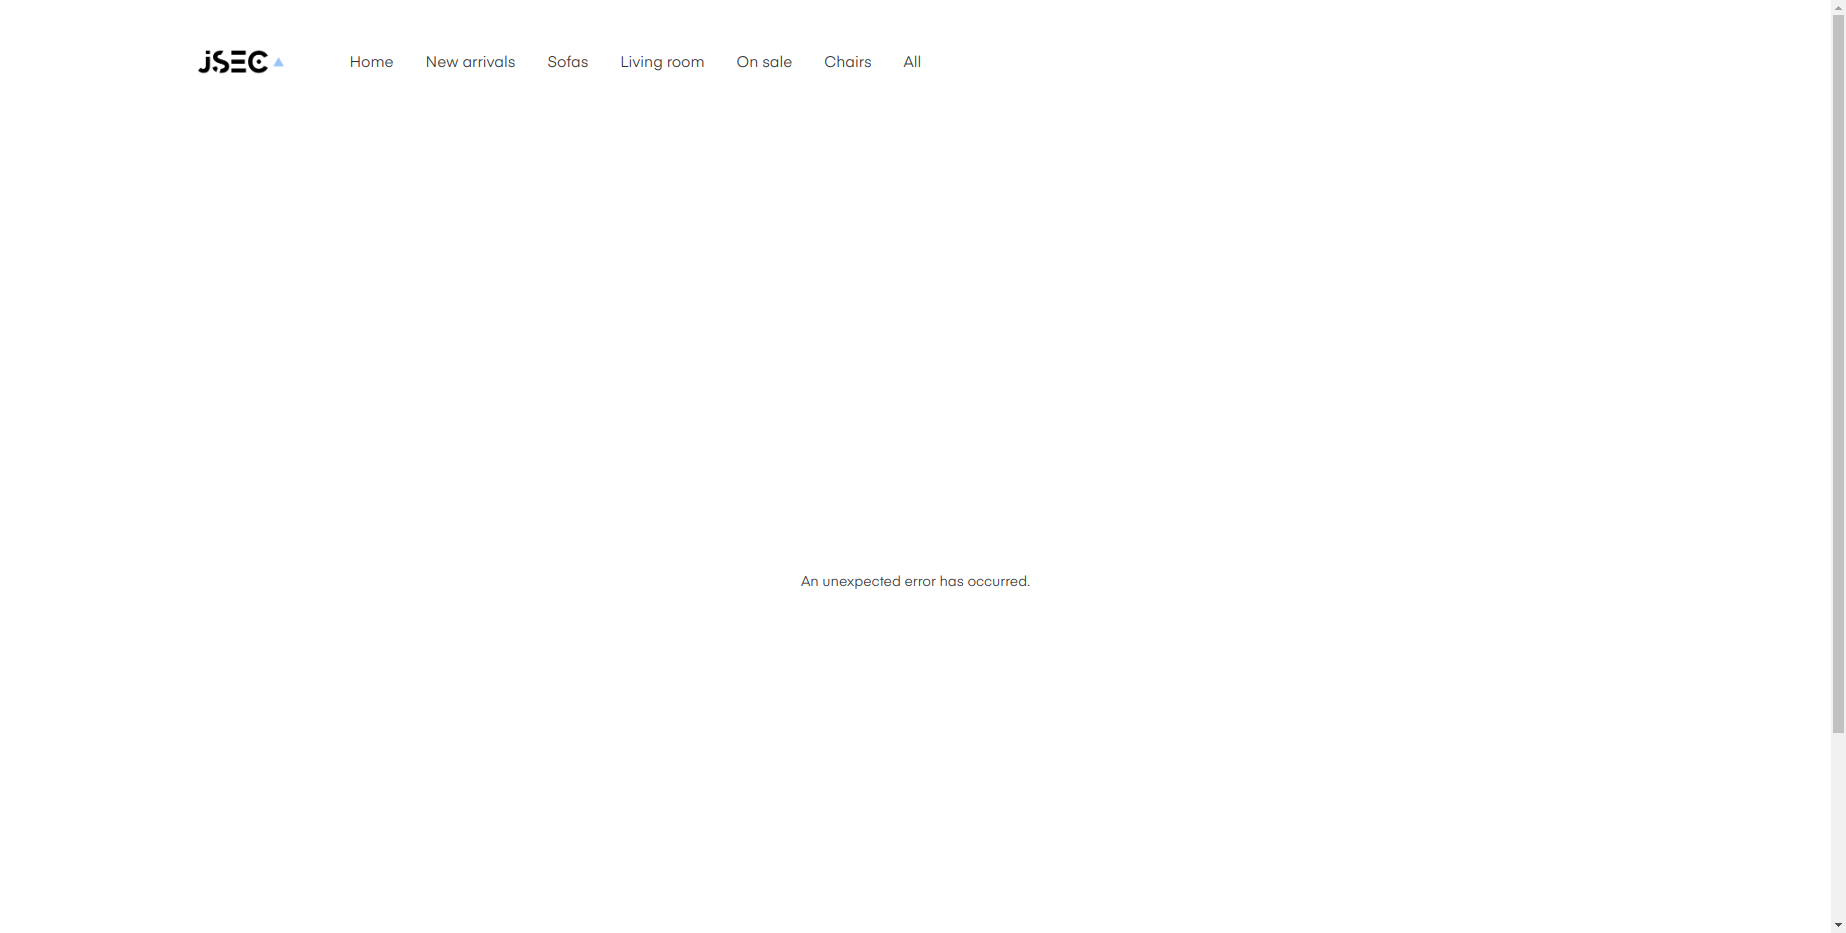 jSEC
Home New arrivals Sofas Living room On sale Chairs All
An unexpected error has occurred.